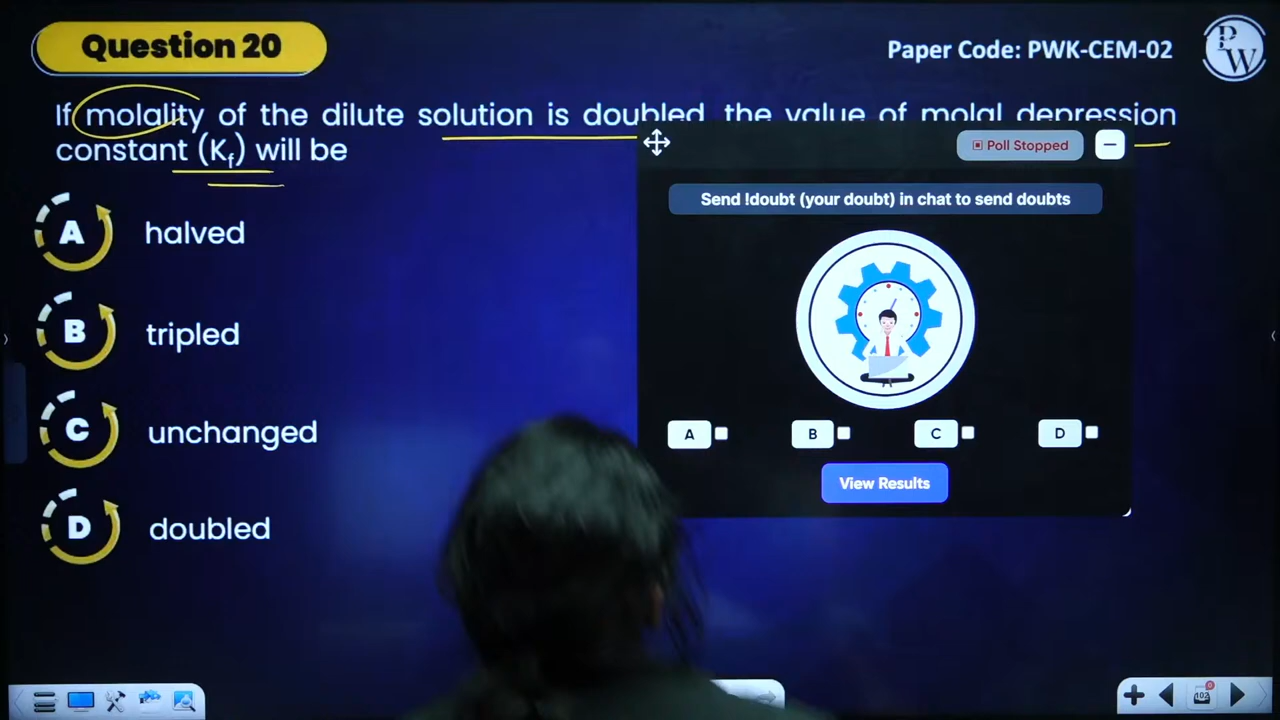 Question 20
Paper Code: PWK-CEM-02
P
W
If molality of the dilute solution is doubled the value of molal depression
constant (Kf) will be
Poll Stopped
Send !doubt (your doubt) in chat to send doubts
A halved
B tripled
C unchanged
D doubled
A B C D
View Results
102